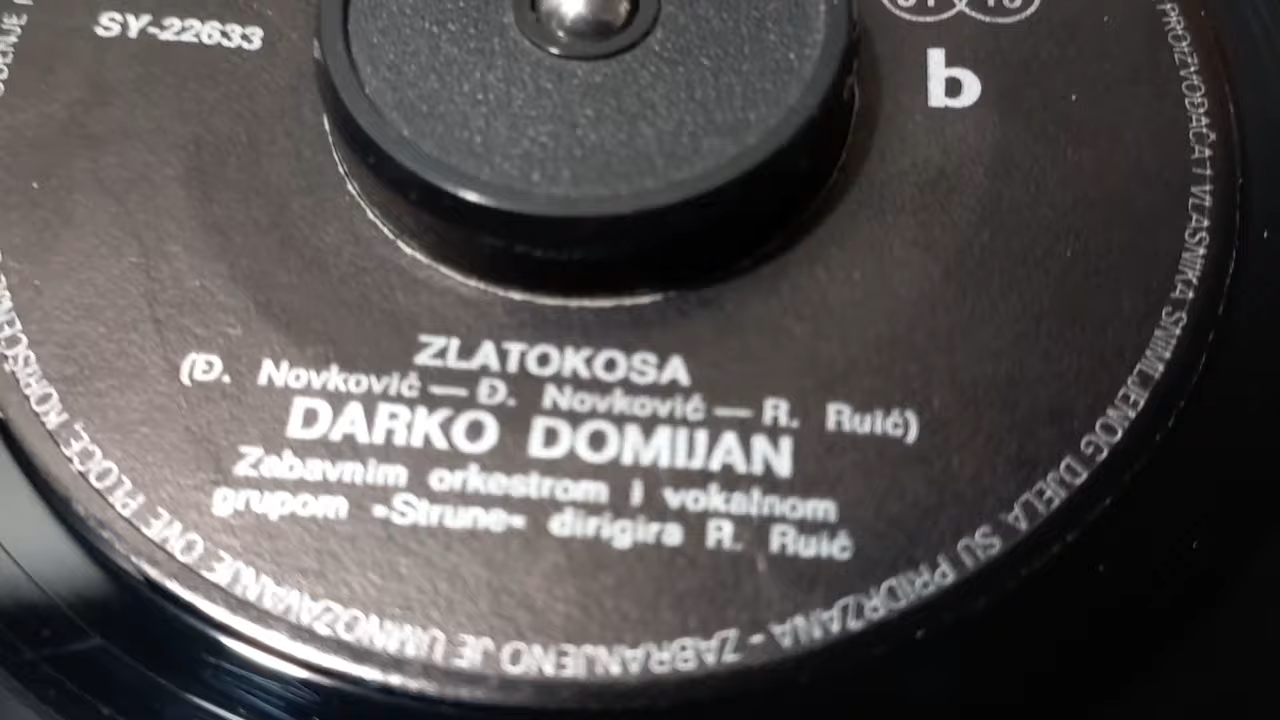 SY-22633
b
ZLATOKOSA
(Đ. Novković — Đ. Novković — R. Ruić)
DARKO DOMIJAN
Zabavnim orkestrom i vokalnom
grupom »Strune« dirigira R. Ruić
PROIZVOĐAČA I VLASNIKA SNIMLJENOG DJELA SU PRIDRŽANA - ZABRANJENO JE UMNOŽAVANJE OVE PLOČE,